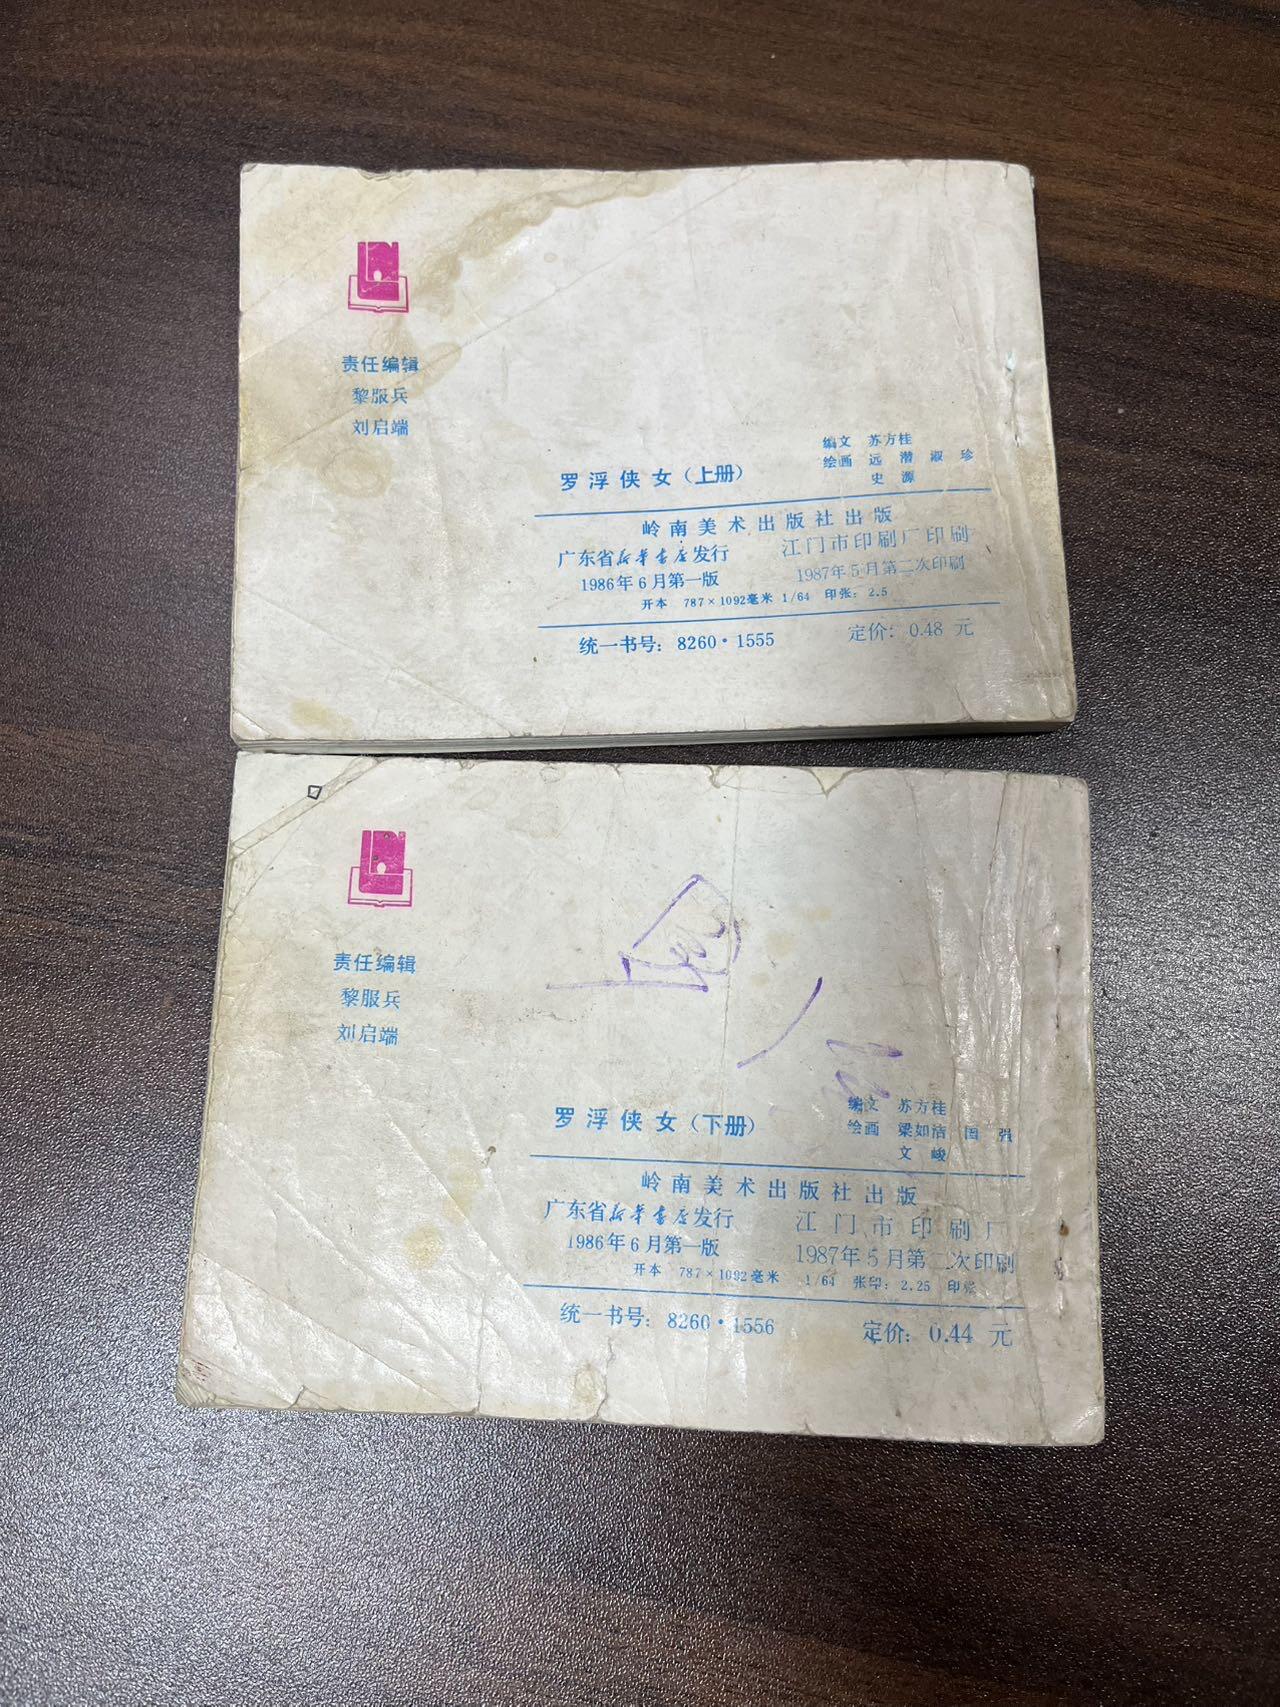 责任编辑
黎服兵
刘启端
编文 苏方桂
绘画 远 潜 淑 珍
史 源
罗浮侠女（上册）
岭南美术出版社出版
广东省新华书店发行 江门市印刷厂印刷
1986年6月第一版 1987年5月第二次印刷
开本 787×1092毫米 1/64 印张：2.5
统一书号：8260·1555 定价：0.48 元
责任编辑
黎服兵
刘启端
编文 苏方桂
绘画 梁如洁 国 强
文 峻
罗浮侠女（下册）
岭南美术出版社出版
广东省新华书店发行 江门市印刷厂
1986年6月第一版 1987年5月第二次印刷
开本 787×1092毫米 1/64 张印：2.25 印张
统一书号：8260·1556 定价：0.44 元